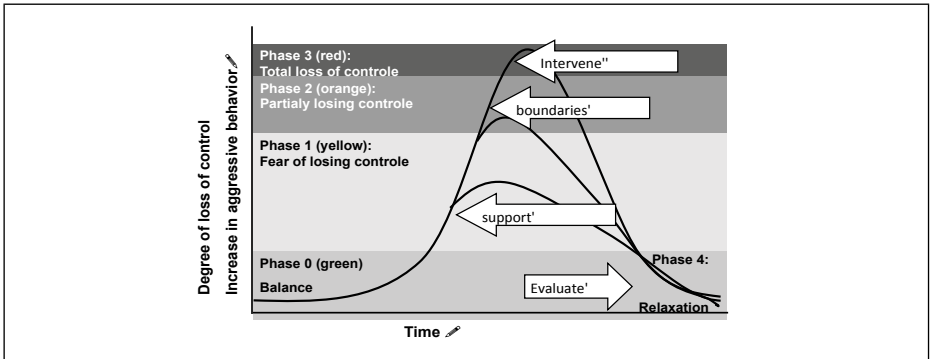 Phase 3 (red):
Total loss of controle
Phase 2 (orange):
Partialy losing controle
Phase 1 (yellow):
Fear of losing controle
Phase 0 (green)
Balance
Intervene''
boundaries'
support'
Evaluate'
Phase 4:
Relaxation
Degree of loss of control
Increase in aggressive behavior
Time